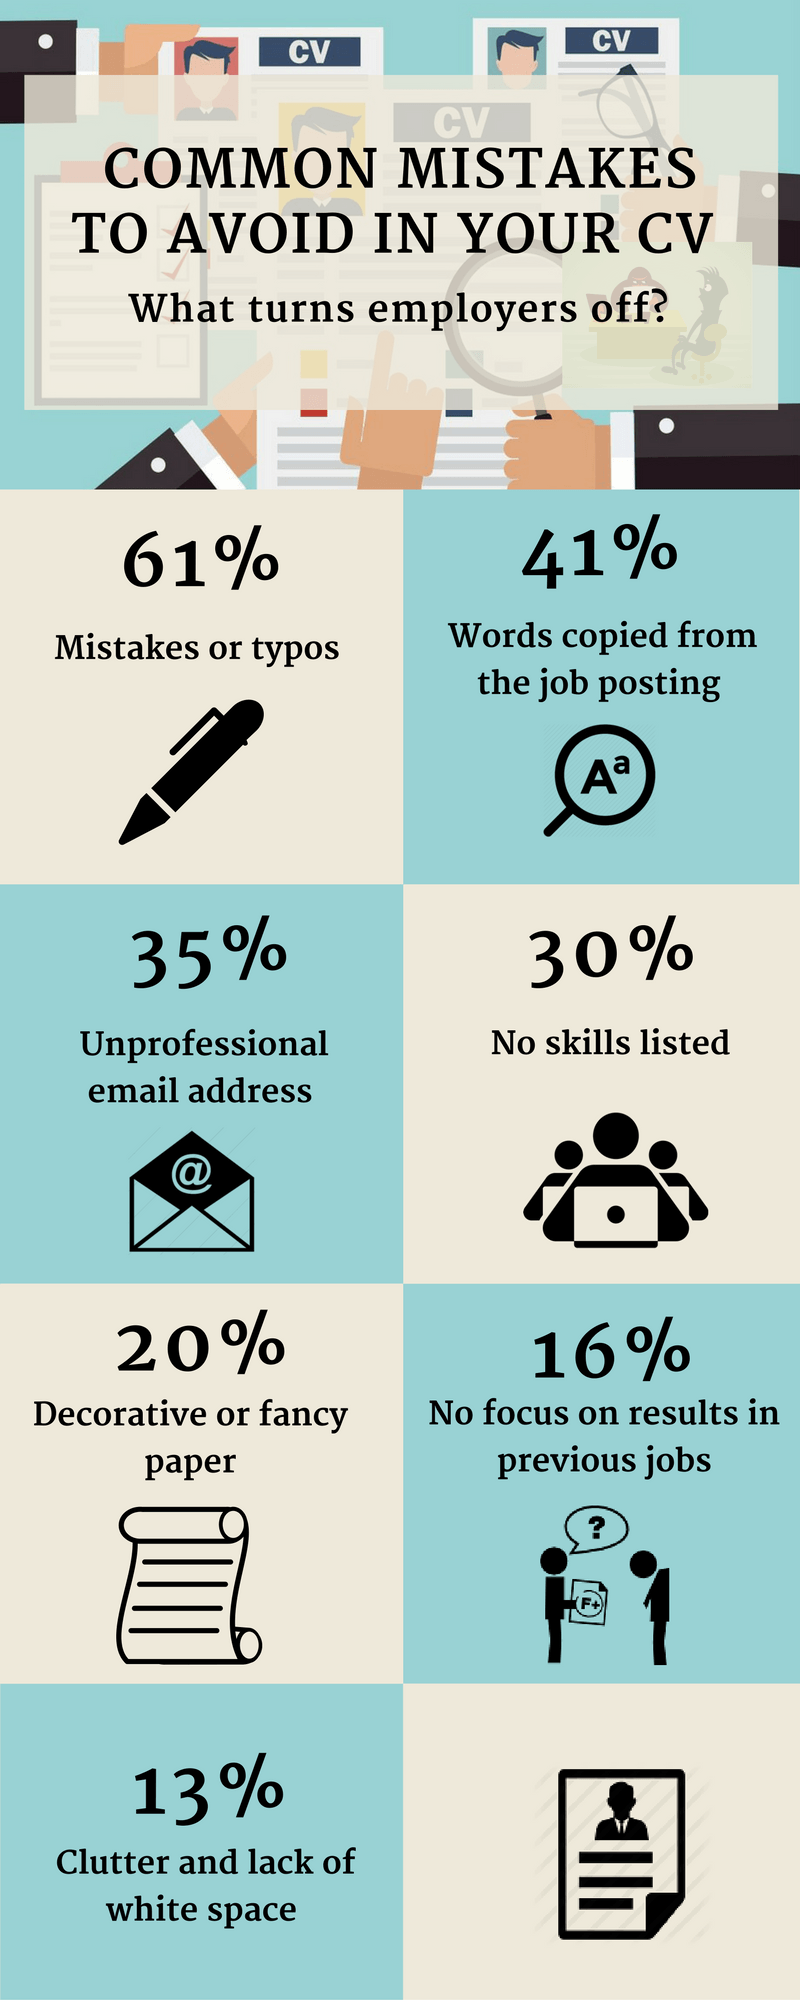 CV
CV
CV
COMMON MISTAKES
TO AVOID IN YOUR CV
What turns employers off?
61%
Mistakes or typos
41%
Words copied from
the job posting
Aa
35%
Unprofessional
email address
@
30%
No skills listed
20%
Decorative or fancy
paper
16%
No focus on results in
previous jobs
?
F+
13%
Clutter and lack of
white space